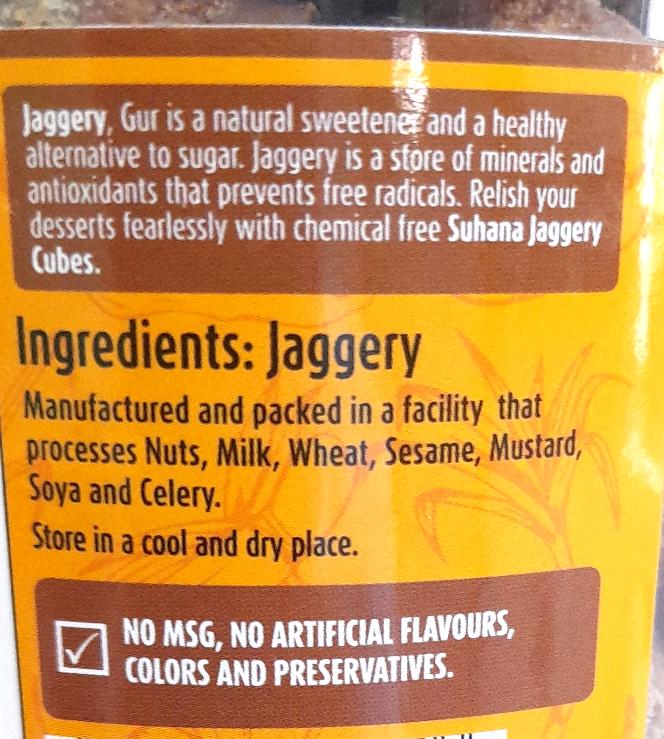 Jaggery, Gur is a natural sweetener and a healthy
alternative to sugar. Jaggery is a store of minerals and
antioxidants that prevents free radicals. Relish your
desserts fearlessly with chemical free Suhana Jaggery
Cubes.
Ingredients: Jaggery
Manufactured and packed in a facility that
processes Nuts, Milk, Wheat, Sesame, Mustard,
Soya and Celery.
Store in a cool and dry place.
NO MSG, NO ARTIFICIAL FLAVOURS,
COLORS AND PRESERVATIVES.